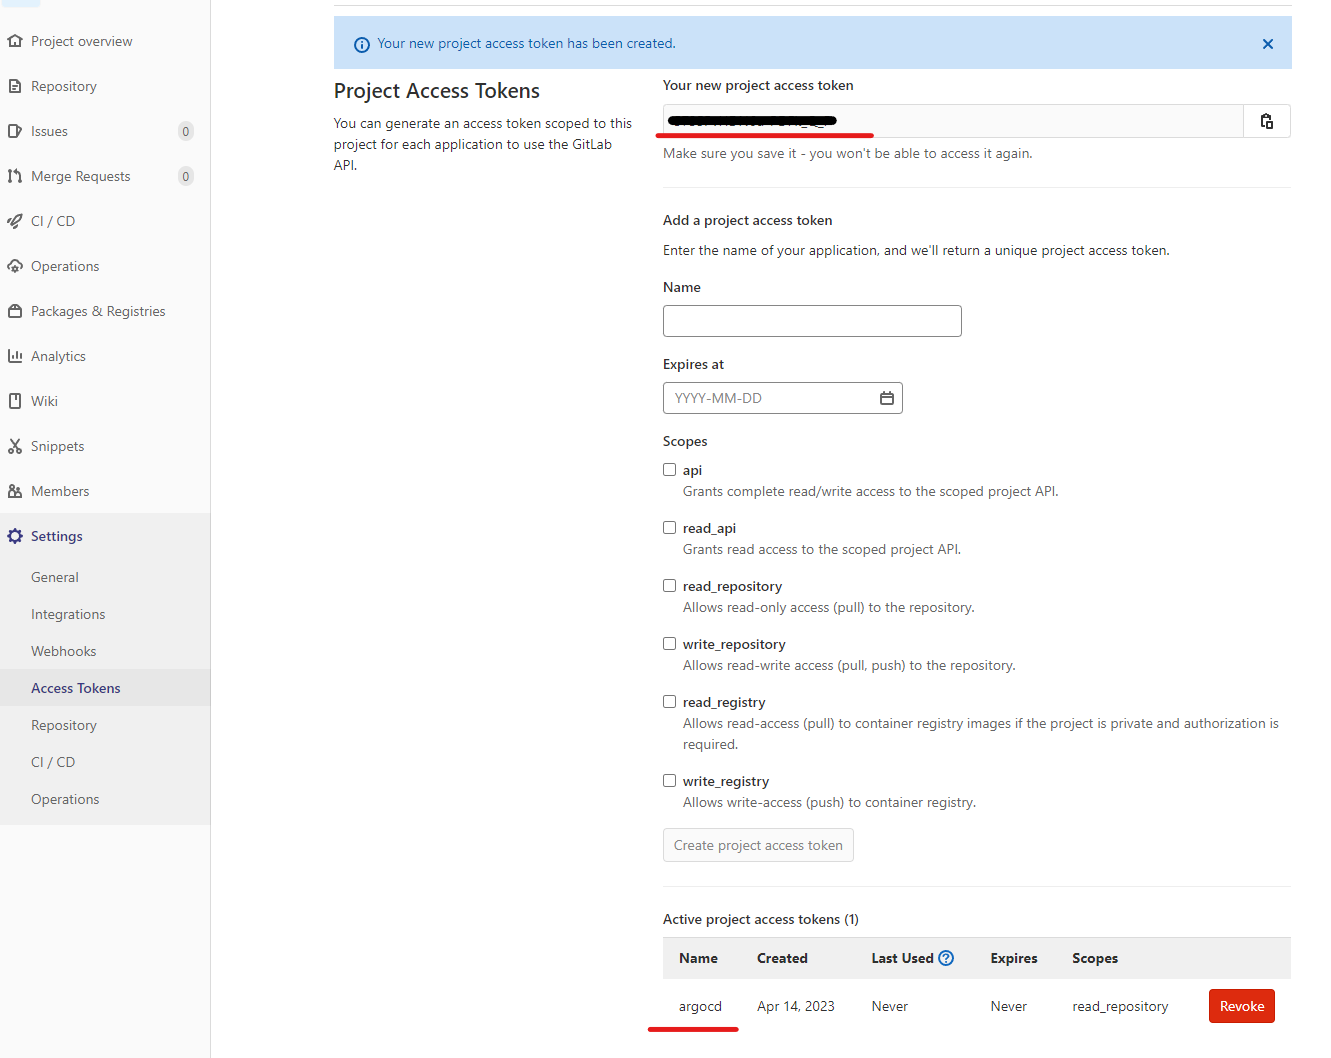 Project overview
Repository
Issues 0
Merge Requests 0
CI / CD
Operations
Packages & Registries
Analytics
Wiki
Snippets
Members
Settings
General
Integrations
Webhooks
Access Tokens
Repository
CI / CD
Operations
Your new project access token has been created.
Project Access Tokens
You can generate an access token scoped to this
project for each application to use the GitLab
API.
Your new project access token
Make sure you save it - you won't be able to access it again.
Add a project access token
Enter the name of your application, and we'll return a unique project access token.
Name
Expires at
YYYY-MM-DD
Scopes
api
Grants complete read/write access to the scoped project API.
read_api
Grants read access to the scoped project API.
read_repository
Allows read-only access (pull) to the repository.
write_repository
Allows read-write access (pull, push) to the repository.
read_registry
Allows read-access (pull) to container registry images if the project is private and authorization is
required.
write_registry
Allows write-access (push) to container registry.
Create project access token
Active project access tokens (1)
Name Created Last Used ? Expires Scopes
argocd Apr 14, 2023 Never Never read_repository Revoke